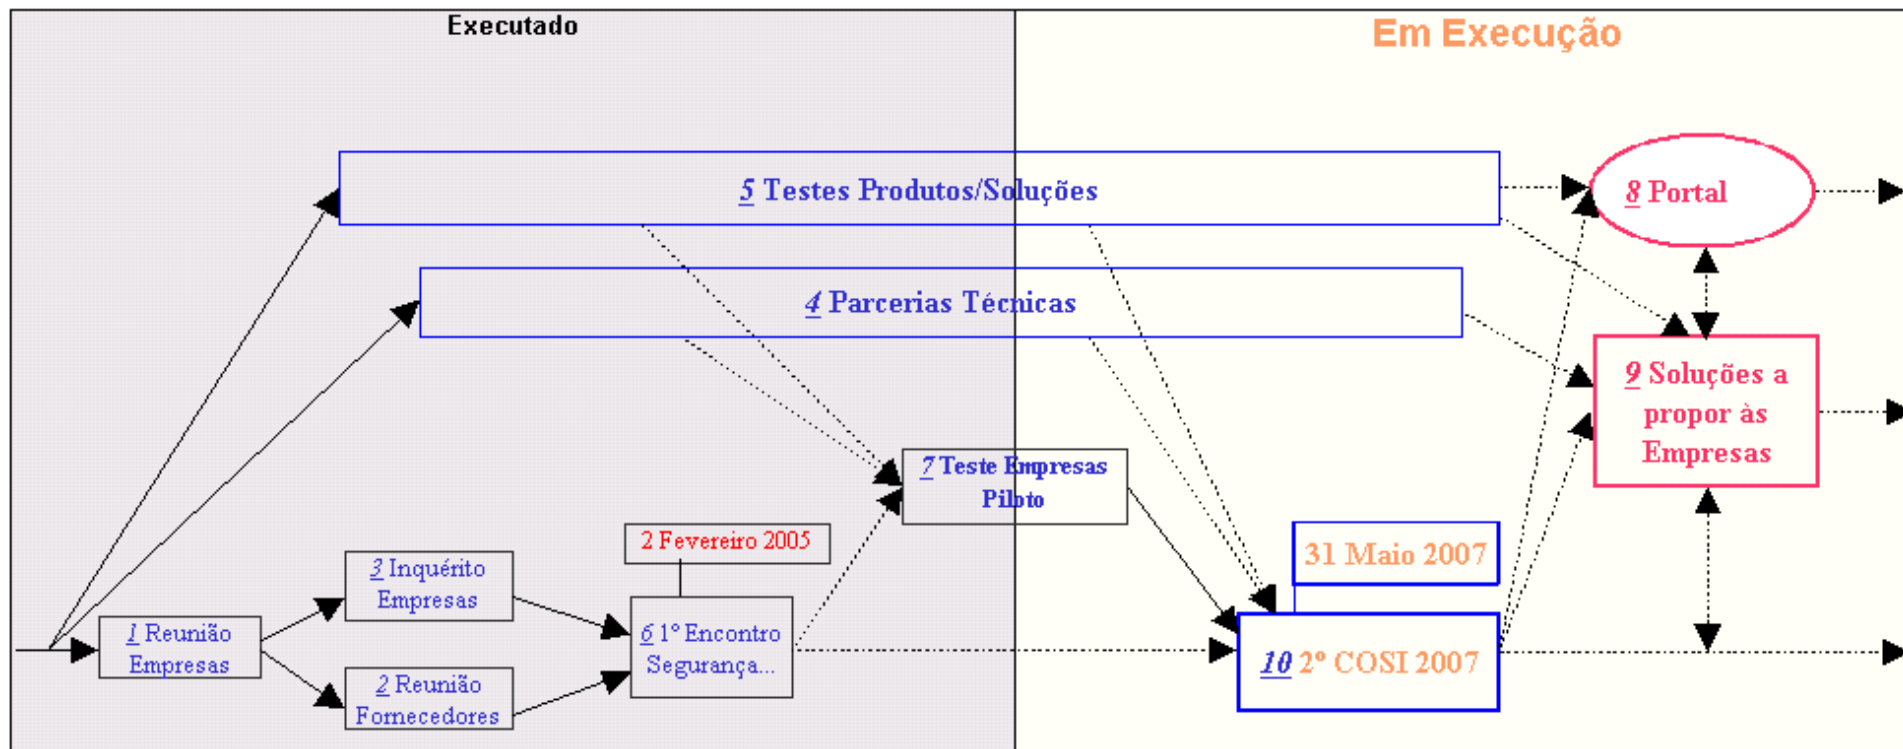 Executado
Em Execução
5 Testes Produtos/Soluções
8 Portal
4 Parcerias Técnicas
9 Soluções a
propor às
Empresas
7 Teste Empresas
Piloto
2 Fevereiro 2005
31 Maio 2007
3 Inquérito
Empresas
1 Reunião
Empresas
6 1º Encontro
Segurança...
10 2º COSI 2007
2 Reunião
Fornecedores